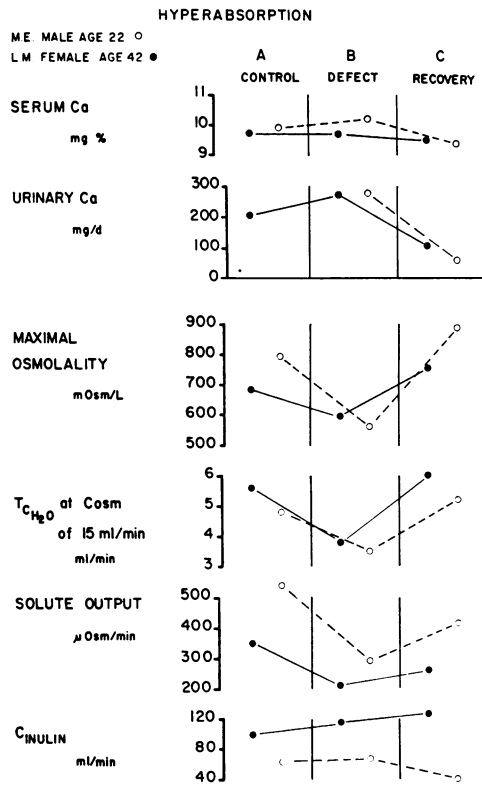 HYPERABSORPTION
M.E. MALE AGE 22 ○
L M FEMALE AGE 42 ●
A B C
CONTROL DEFECT RECOVERY
SERUM Ca
mg %
11
10
9
URINARY Ca
mg/d
300
200
100
0
MAXIMAL
OSMOLALITY
mOsm/L
900
800
700
600
500
TCH2O at Cosm
of 15 ml/min
ml/min
6
5
4
3
SOLUTE OUTPUT
μOsm/min
500
400
300
200
CINULIN
ml/min
120
80
40